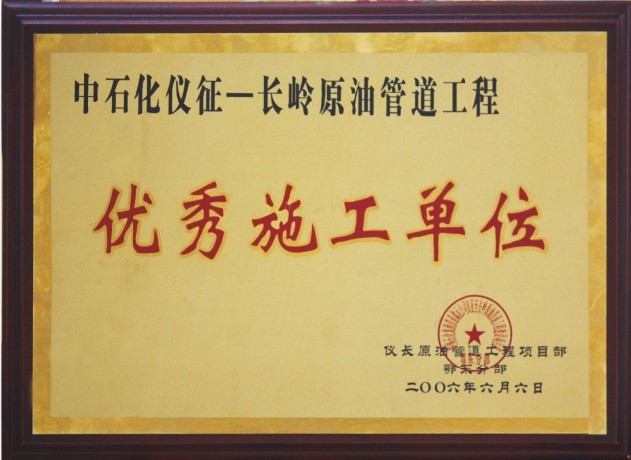 中石化仪征—长岭原油管道工程
优秀施工单位
仪长原油管道工程项目部
鄂东分部
二〇〇六年六月六日